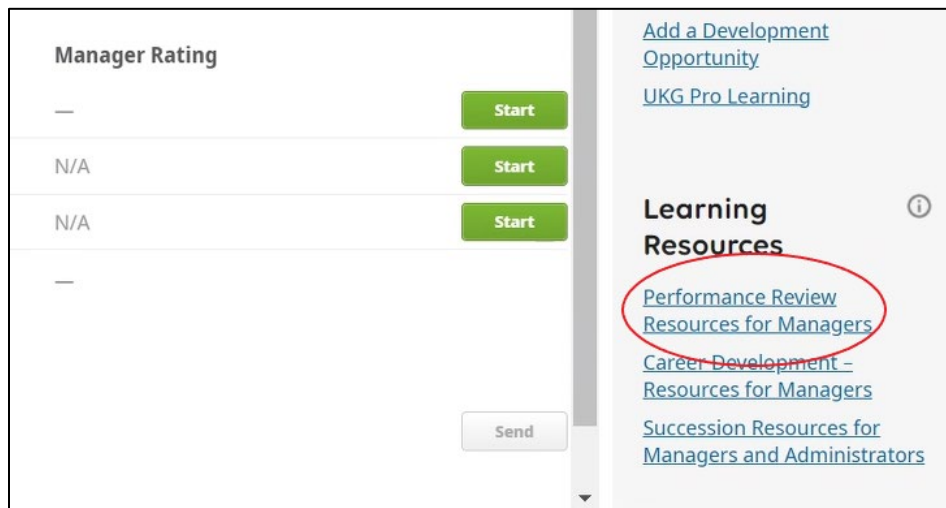 Manager Rating
—
Start
N/A
Start
N/A
Start
—
Send
Add a Development
Opportunity
UKG Pro Learning
Learning
Resources
Performance Review
Resources for Managers
Career Development –
Resources for Managers
Succession Resources for
Managers and Administrators